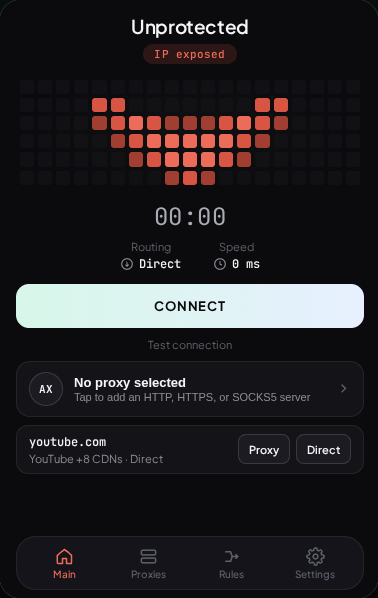 Unprotected
IP exposed
00:00
Routing
Speed
Direct
0 ms
CONNECT
Test connection
AX
No proxy selected
Tap to add an HTTP, HTTPS, or SOCKS5 server
youtube.com
YouTube +8 CDNs · Direct
Proxy
Direct
Main
Proxies
Rules
Settings